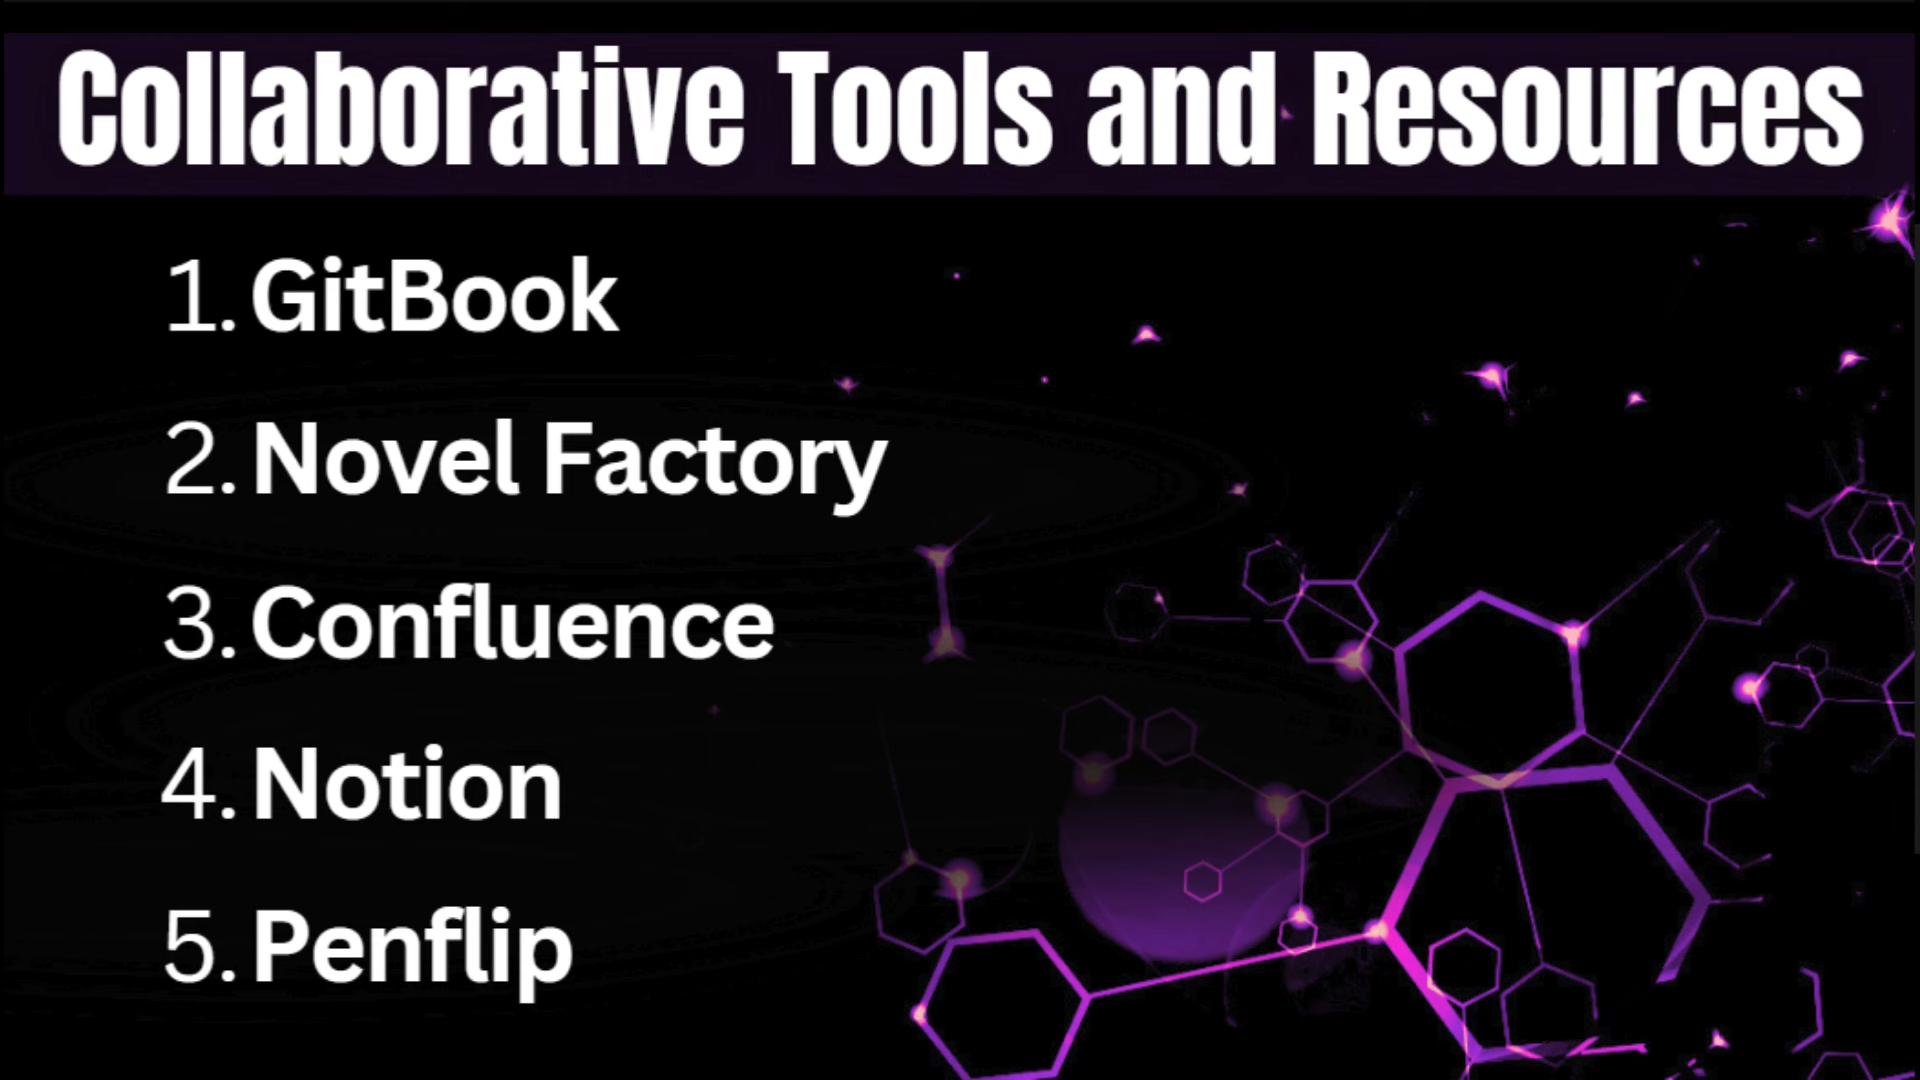 Collaborative Tools and Resources
1. GitBook
2. Novel Factory
3. Confluence
4. Notion
5. Penflip